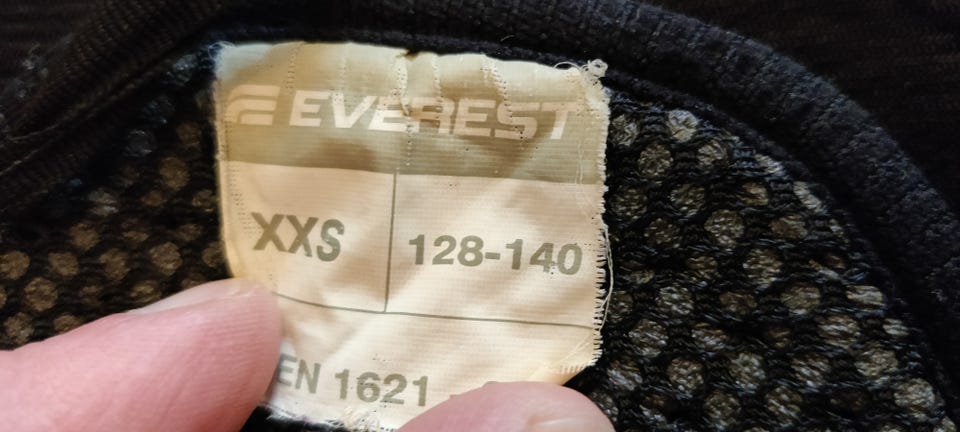 EVEREST
XXS 128-140
EN 1621 -